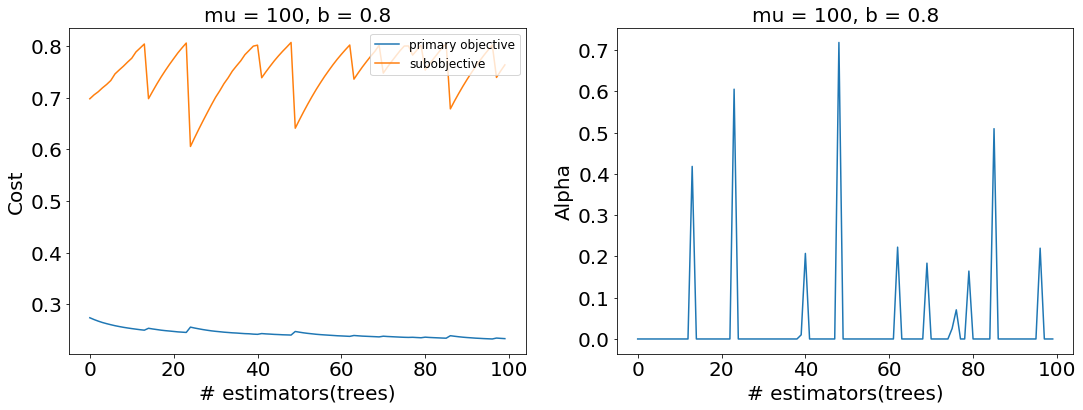 mu = 100, b = 0.8
Cost
0.8
0.7
0.6
0.5
0.4
0.3
primary objective
subobjective
0 20 40 60 80 100
# estimators(trees)
mu = 100, b = 0.8
Alpha
0.7
0.6
0.5
0.4
0.3
0.2
0.1
0.0
0 20 40 60 80 100
# estimators(trees)